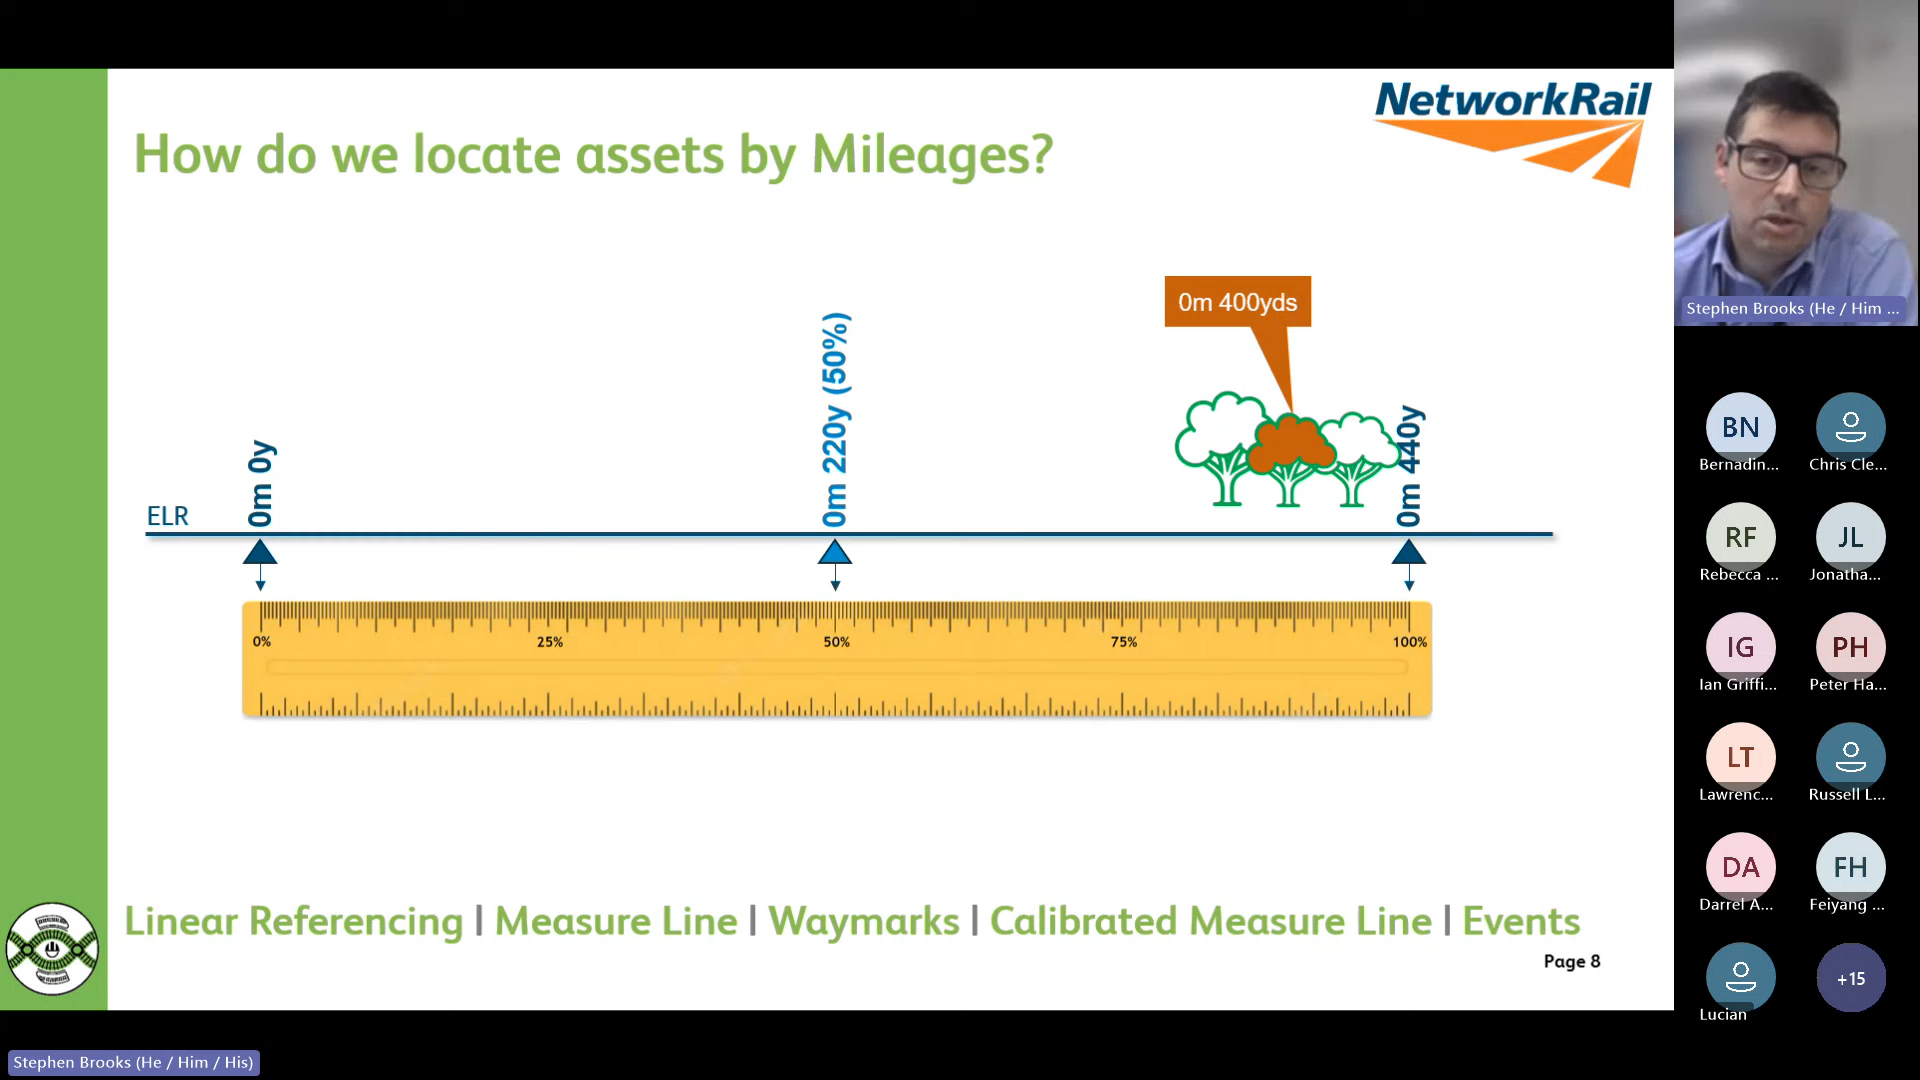 NetworkRail
How do we locate assets by Mileages?
0m 400yds
ELR
0m 0y
0m 220y (50%)
0m 440y
0% 25% 50% 75% 100%
Linear Referencing | Measure Line | Waymarks | Calibrated Measure Line | Events
Page 8
Stephen Brooks (He / Him / His)
Stephen Brooks (He / Him ...
BN
Bernadin...
Chris Cle...
RF
Rebecca ...
JL
Jonatha...
IG
Ian Griffi...
PH
Peter Ha...
LT
Lawrenc...
Russell L...
DA
Darrel A...
FH
Feiyang ...
Lucian
+15